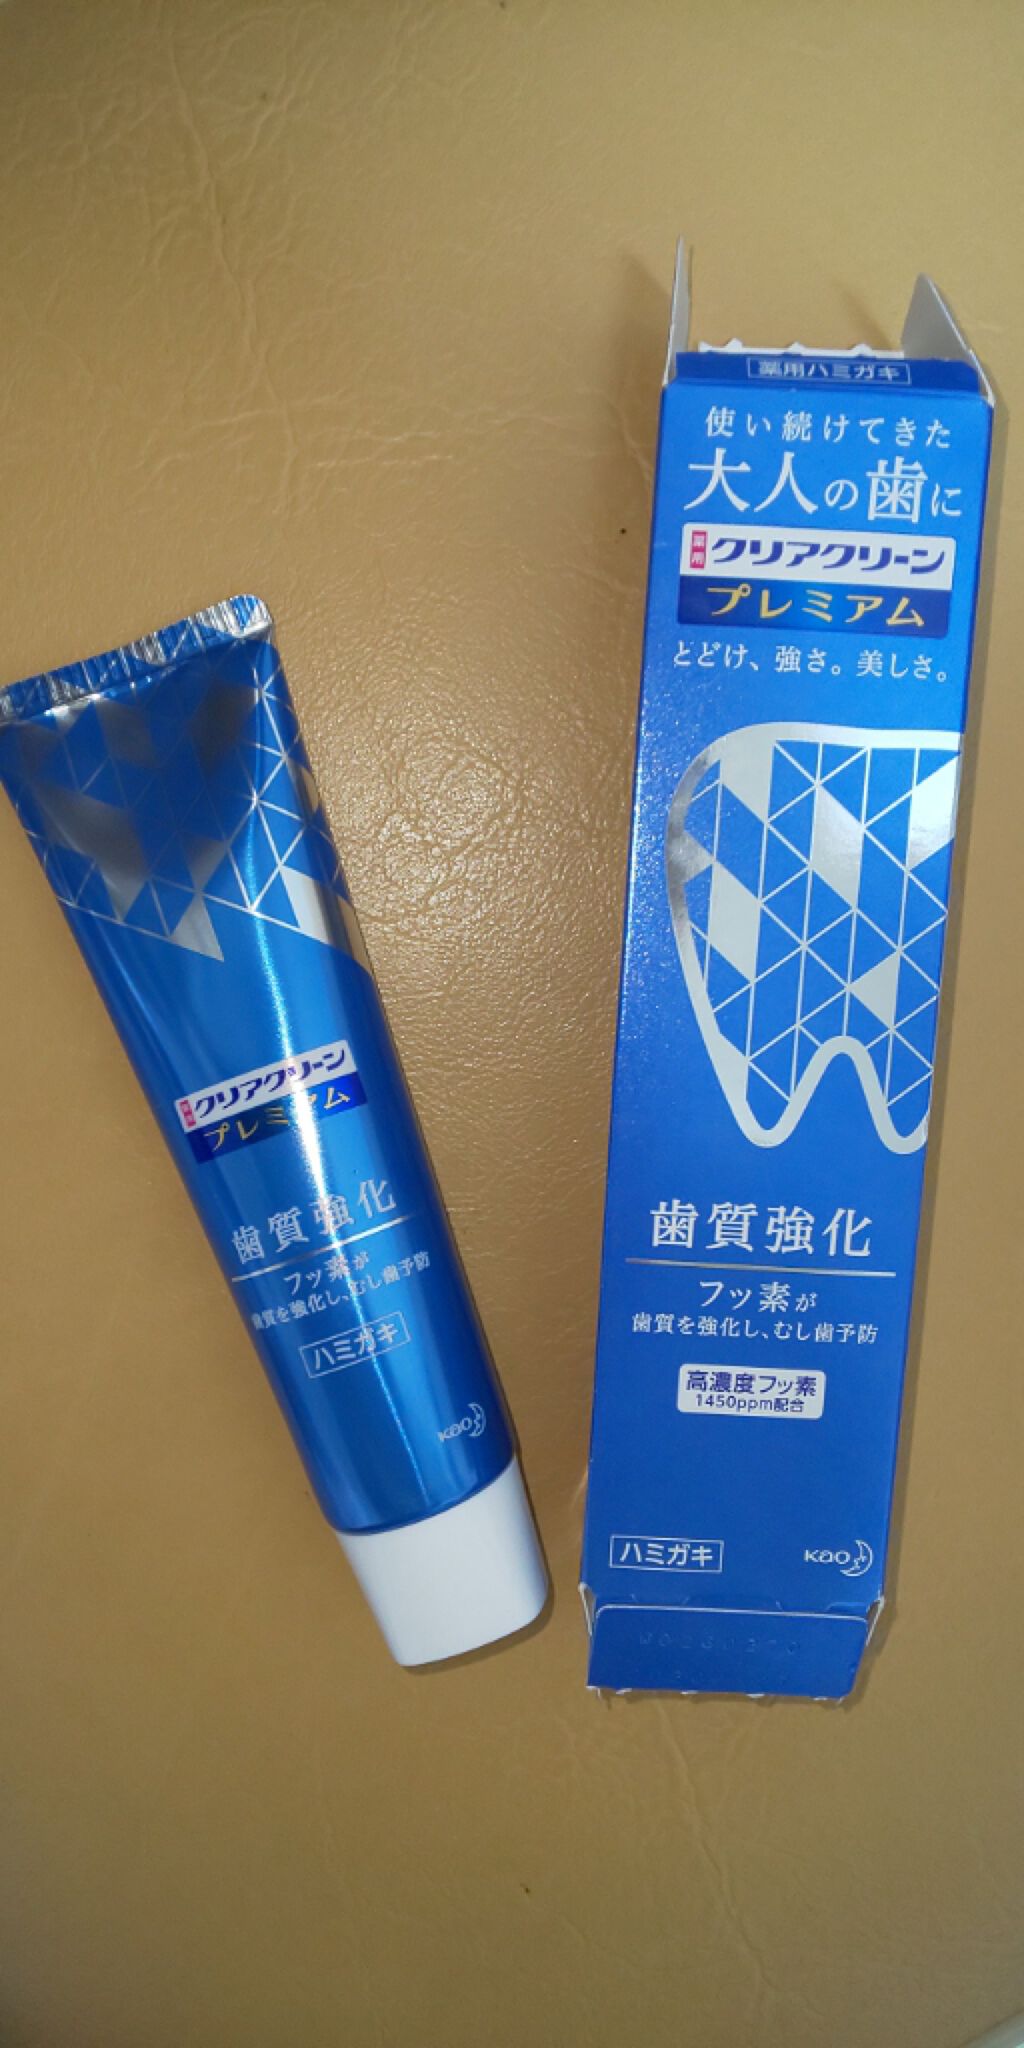 薬用ハミガキ
使い続けてきた
大人の歯に
薬用 クリアクリーン
プレミアム
とどけ、強さ。美しさ。
歯質強化
フッ素が
歯質を強化し、むし歯予防
高濃度フッ素
1450ppm配合
ハミガキ
Kao
薬用 クリアクリーン
プレミアム
歯質強化
フッ素が
歯質を強化し、むし歯予防
ハミガキ
Kao